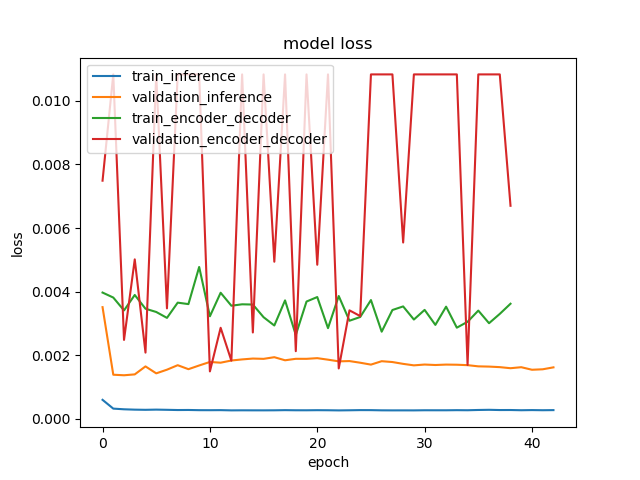 model loss
train_inference
validation_inference
train_encoder_decoder
validation_encoder_decoder
loss
0.010
0.008
0.006
0.004
0.002
0.000
0 10 20 30 40
epoch